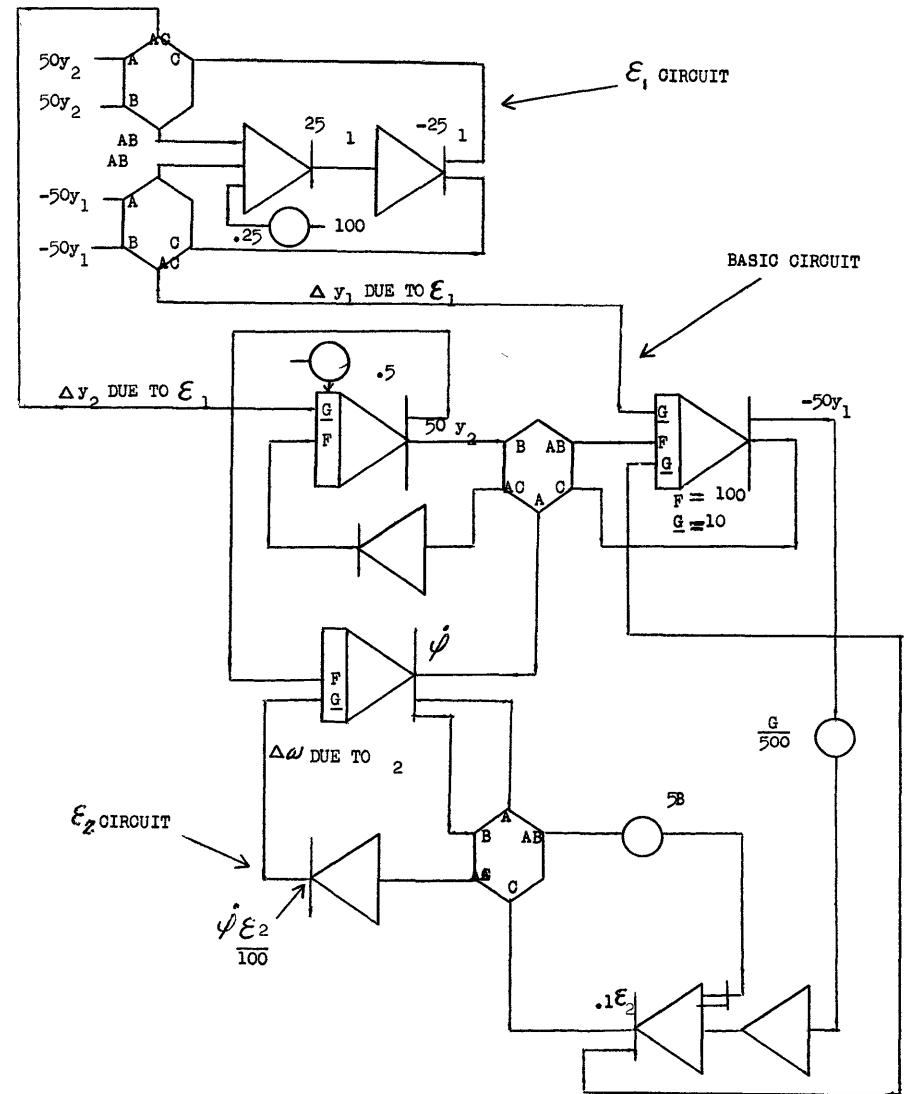 AC
50y2
A
C
ε1 CIRCUIT
50y2
B
25
1
-25
1
AB
AB
-50y1
A
.25
100
-50y1
B
C
AC
BASIC CIRCUIT
Δ y1 DUE TO ε1
.5
Δy2 DUE TO ε1
G
F
50 y2
B
AB
AC
A
C
G
F
G
-50y1
F = 100
G = 10
φ̇
F
G
G/500
Δω DUE TO 2
5B
ε2 CIRCUIT
A
B
AB
C
φ̇ ε2
100
.1ε2